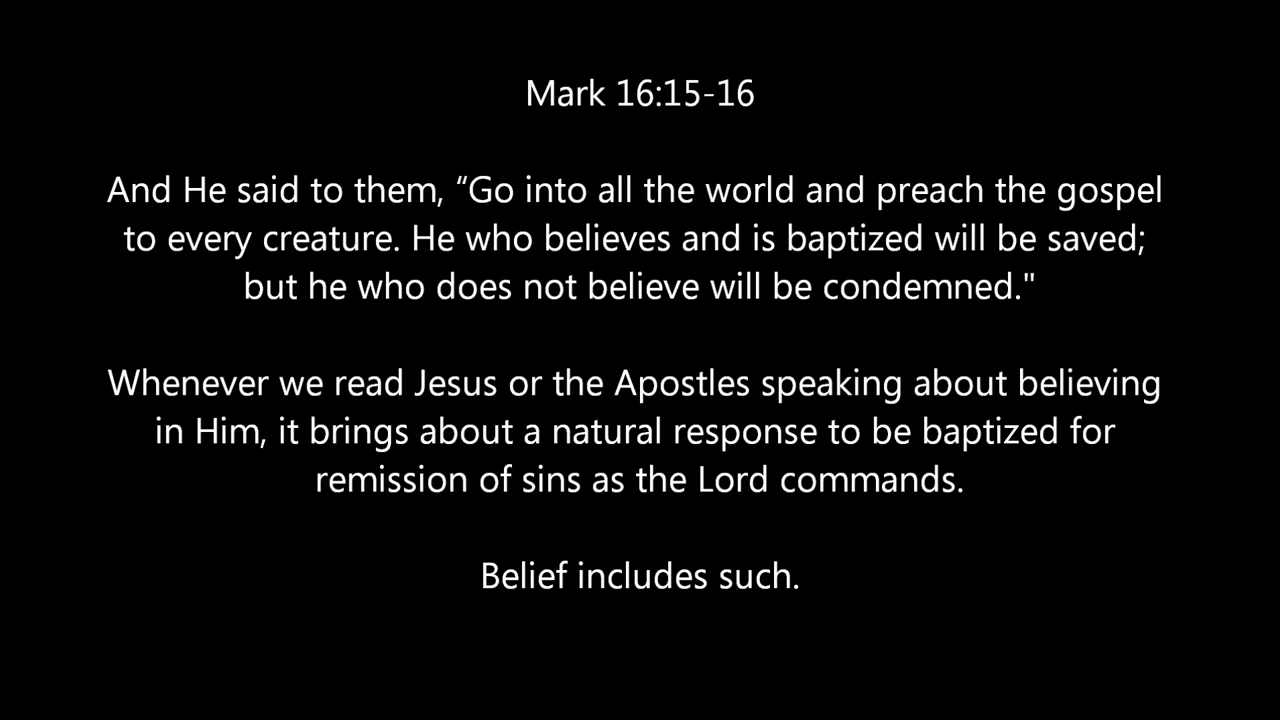 Mark 16:15-16
And He said to them, “Go into all the world and preach the gospel
to every creature. He who believes and is baptized will be saved;
but he who does not believe will be condemned."
Whenever we read Jesus or the Apostles speaking about believing
in Him, it brings about a natural response to be baptized for
remission of sins as the Lord commands.
Belief includes such.